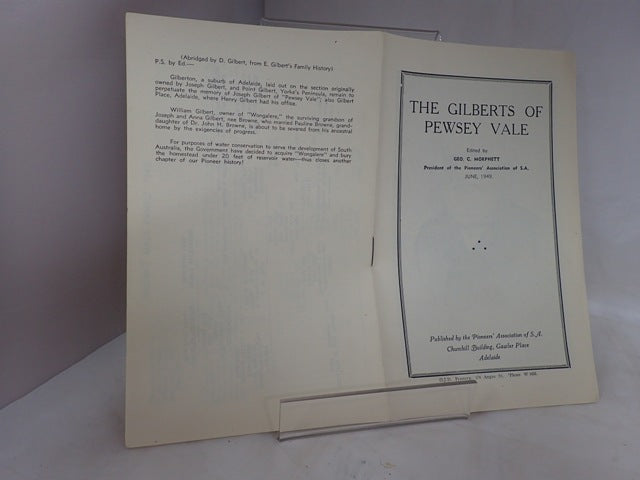 (Abridged by D. Gilbert, from E. Gilbert's Family History)
P.S. by Ed.—
Gilberton, a suburb of Adelaide, laid out on the section originally
owned by Joseph Gilbert, and Point Gilbert, Yorke's Peninsula, remain to
perpetuate the memory of Joseph Gilbert of "Pewsey Vale"; also Gilbert
Place, Adelaide, where Henry Gilbert had his office.
William Gilbert, owner of "Wongalere," the surviving grandson of
Joseph and Anna Gilbert, nee Browne, who married Pauline Browne, grand-
daughter of Dr. John H. Browne, is about to be severed from his ancestral
home by the exigencies of progress.
For purposes of water conservation to serve the development of South
Australia, the Government have decided to acquire "Wongalere" and bury
the homestead under 20 feet of reservoir water—thus closes another
chapter of our Pioneer history!
THE GILBERTS OF
PEWSEY VALE
Edited by
GEO. C. MORPHETT
President of the Pioneers' Association of S.A.
JUNE, 1949.
Published by the Pioneers' Association of S.A.
Churchill Building, Gawler Place
Adelaide
Printers, Angas St. 'Phone